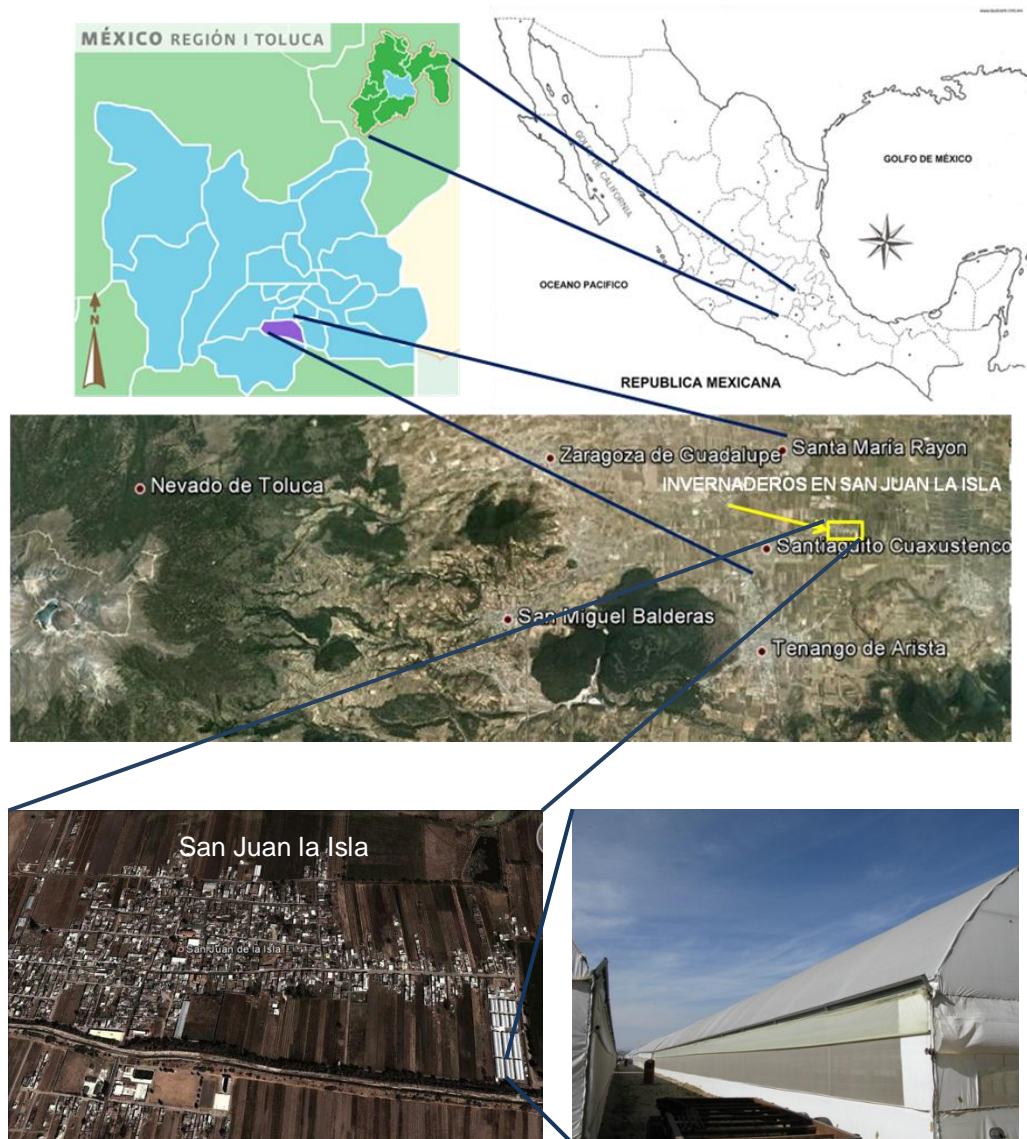 MÉXICO REGIÓN I TOLUCA
N
GOLFO DE CALIFORNIA
GOLFO DE MÉXICO
OCEANO PACIFICO
REPUBLICA MEXICANA
Nevado de Toluca
Zaragoza de Guadalupe
Santa María Rayon
INVERNADEROS EN SAN JUAN LA ISLA
Santiaguito Cuaxustenco
San Miguel Balderas
Tenango de Arista
San Juan la Isla
San Juan de la Isla